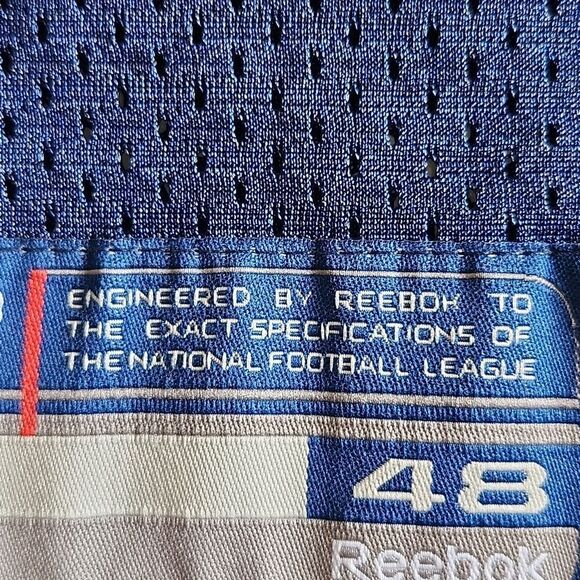 ENGINEERED BY REEBOK TO
THE EXACT SPECIFICATIONS OF
THE NATIONAL FOOTBALL LEAGUE
48
Reebok